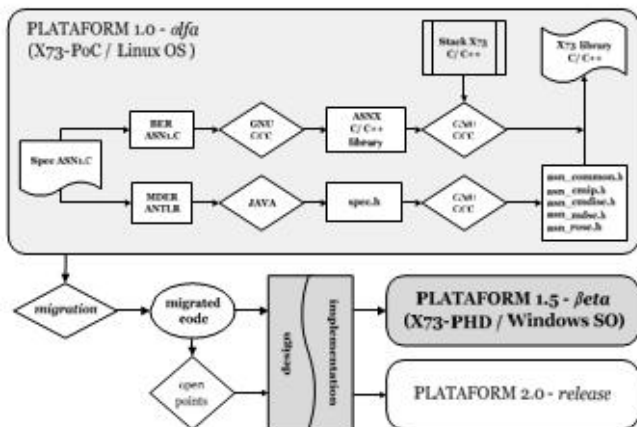 PLATAFORM 1.0 - αlfa
(X73-PoC / Linux OS )
Stack X73
C/ C++
X73 library
C/ C++
Spec ASN1.C
BER
ASN1.C
GNU
GCC
ASNX
C/ C++
library
GNU
GCC
MDER
ANTLR
JAVA
spec.h
GNU
GCC
asn_common.h
asn_cmip.h
asn_cmdise.h
asn_mdse.h
asn_rose.h
migration
migrated
code
open
points
design
implementation
PLATAFORM 1.5 - βeta
(X73-PHD / Windows SO)
PLATAFORM 2.0 - release